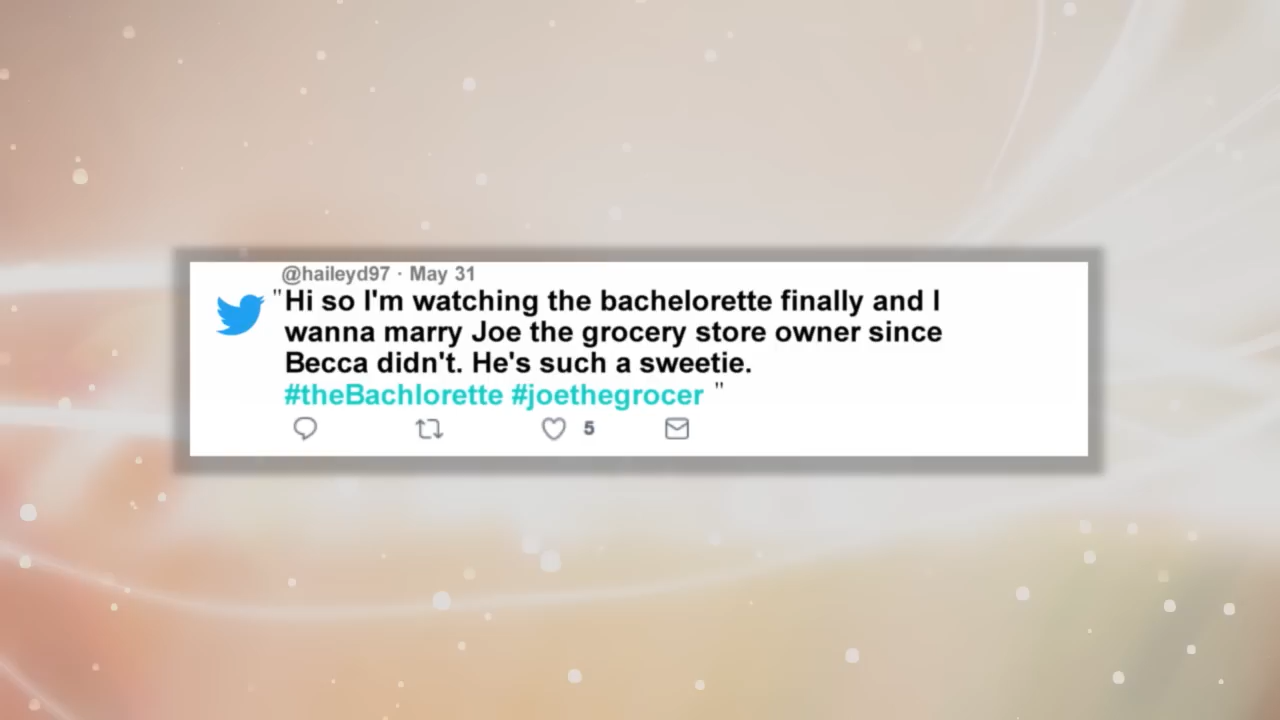 @haileyd97 · May 31
"Hi so I'm watching the bachelorette finally and I
wanna marry Joe the grocery store owner since
Becca didn't. He's such a sweetie.
#theBachlorette #joethegrocer "
5